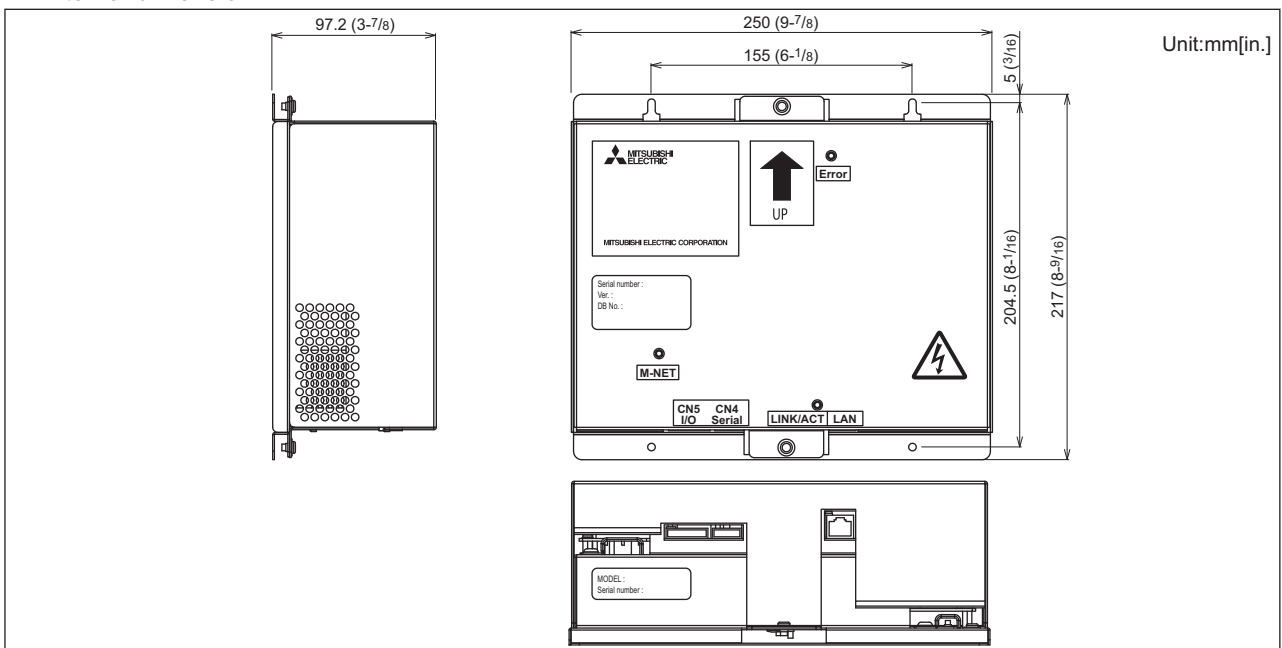 97.2 (3-7/8)
250 (9-7/8)
Unit:mm[in.]
155 (6-1/8)
5 (3/16)
MITSUBISHI
ELECTRIC
Error
UP
MITSUBISHI ELECTRIC CORPORATION
204.5 (8-1/16)
217 (8-9/16)
Serial number :
Ver. :
DB No. :
M-NET
CN5 CN4
I/O Serial
LINK/ACT LAN
MODEL :
Serial number :